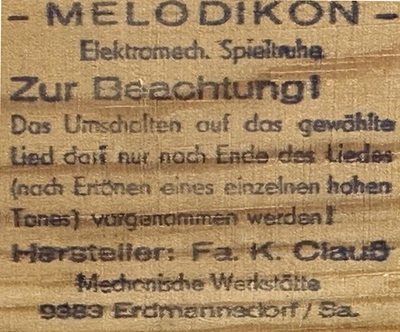 - MELODIKON -
Elektromech. Spieltruhe
Zur Beachtung!
Das Umschalten auf das gewählte
Lied darf nur nach Ende des Liedes
(nach Ertönen eines einzelnen hohen
Tones) vorgenommen werden!
Hersteller: Fa. K. Clauß
Mechanische Werkstätte
9383 Erdmannsdorf/Sa.